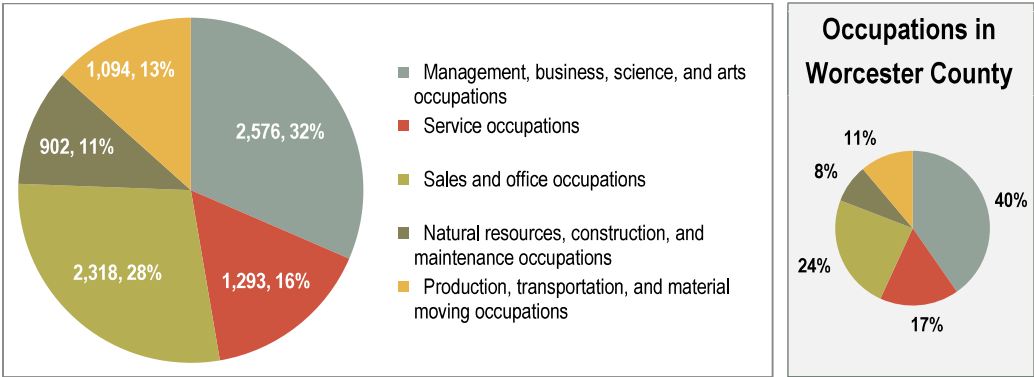 1,094, 13%
2,576, 32%
902, 11%
2,318, 28%
1,293, 16%
Management, business, science, and arts
occupations
Service occupations
Sales and office occupations
Natural resources, construction, and
maintenance occupations
Production, transportation, and material
moving occupations
Occupations in
Worcester County
11%
8%
40%
24%
17%